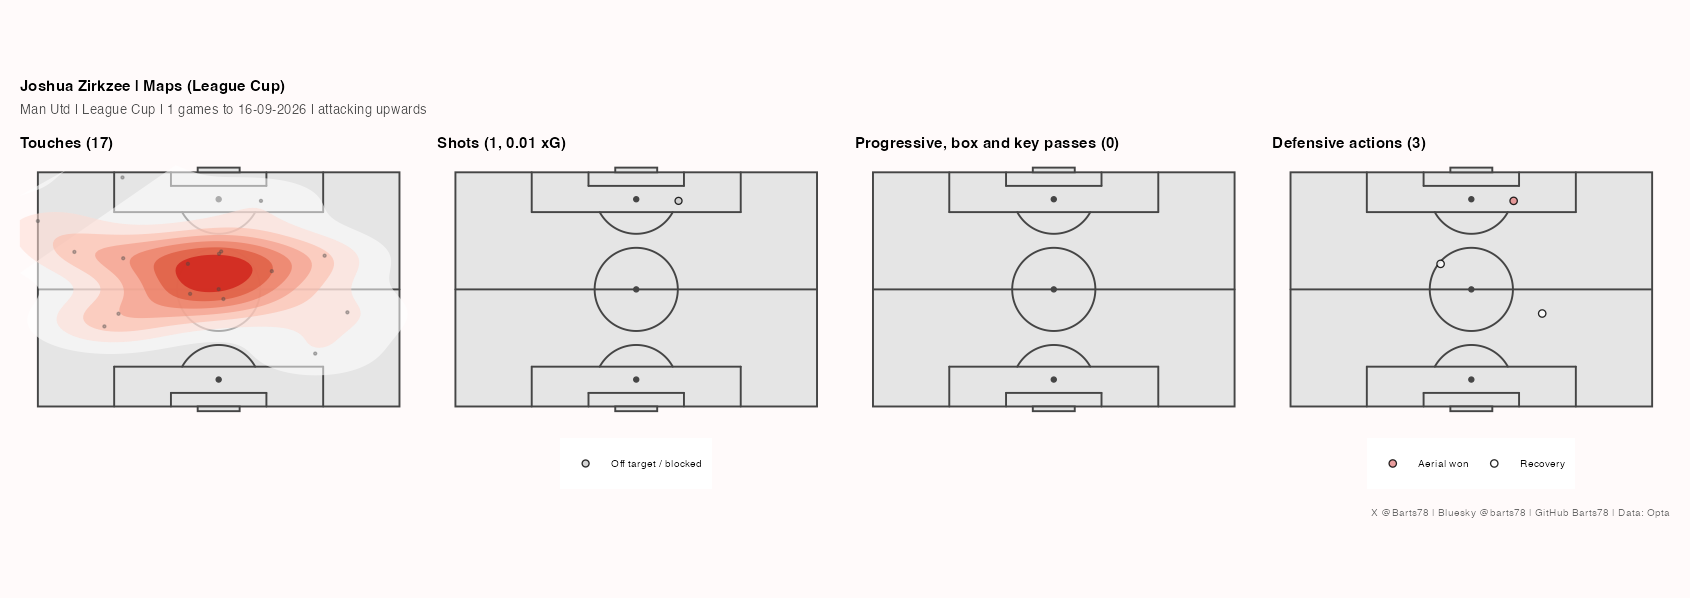 Joshua Zirkzee | Maps (League Cup)
Man Utd | League Cup | 1 games to 16-09-2026 | attacking upwards
Touches (17)
Shots (1, 0.01 xG)
Progressive, box and key passes (0)
Defensive actions (3)
Off target / blocked
Aerial won
Recovery
X @Barts78 | Bluesky @barts78 | GitHub Barts78 | Data: Opta